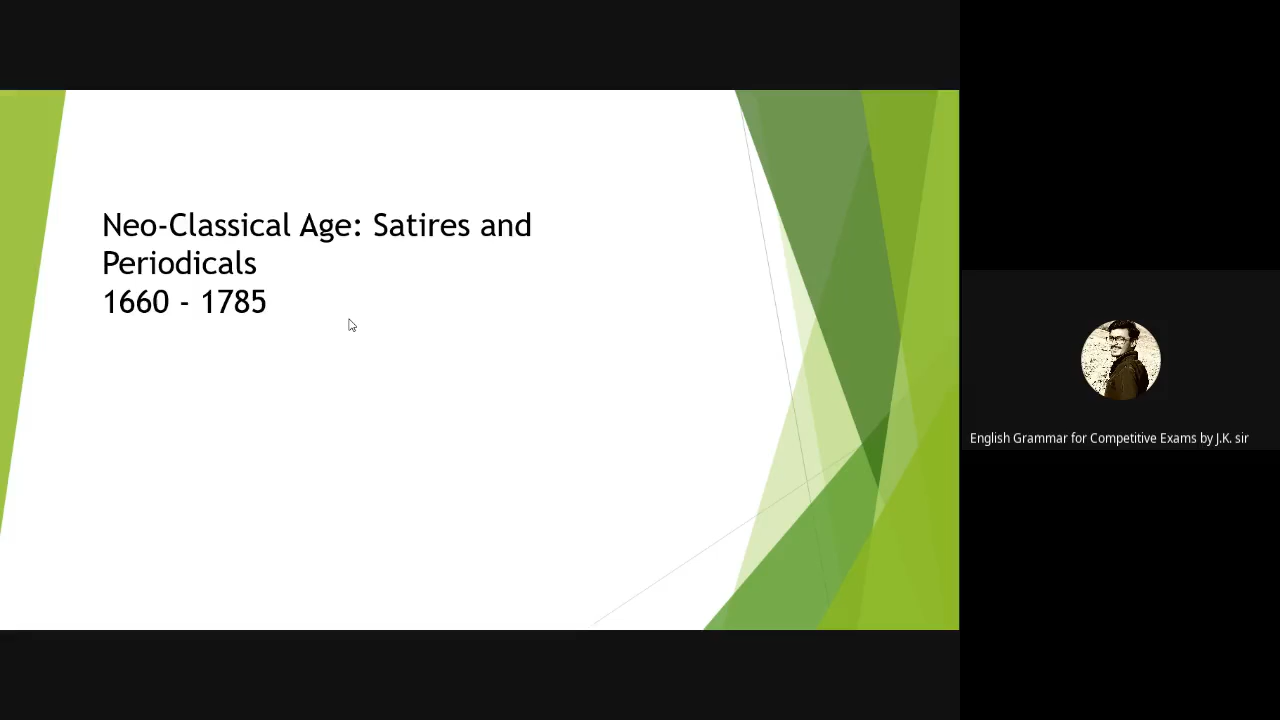 Neo-Classical Age: Satires and
Periodicals
1660 - 1785
English Grammar for Competitive Exams by J.K. sir